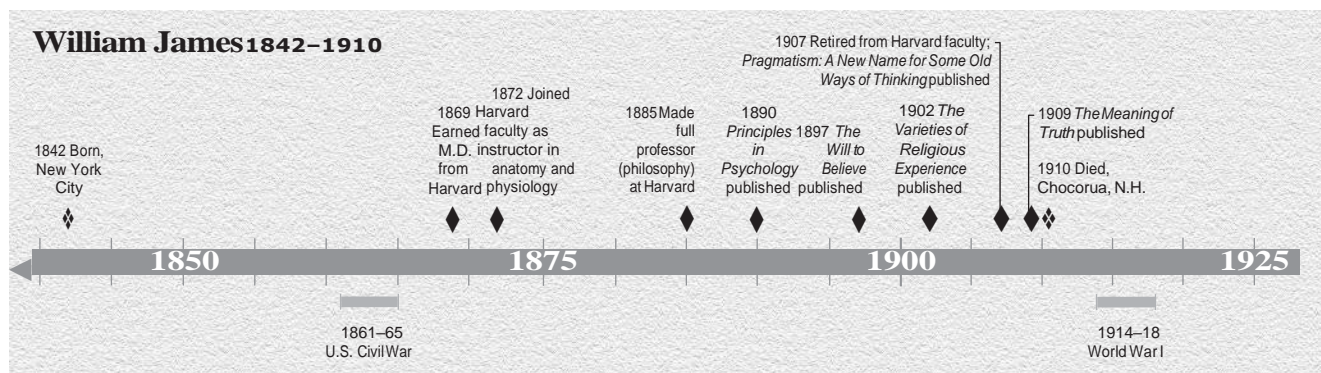 William James 1842–1910
1842 Born,
New York
City
1869
Earned
M.D.
from
Harvard
1872 Joined
Harvard
faculty as
instructor in
anatomy and
physiology
1885 Made
full
professor
(philosophy)
at Harvard
1890
Principles
in
Psychology
published
1897 The
Will to
Believe
published
1902 The
Varieties of
Religious
Experience
published
1907 Retired from Harvard faculty;
Pragmatism: A New Name for Some Old
Ways of Thinking published
1909 The Meaning of
Truth published
1910 Died,
Chocorua, N.H.
1850
1875
1900
1925
1861–65
U.S. Civil War
1914–18
World War I